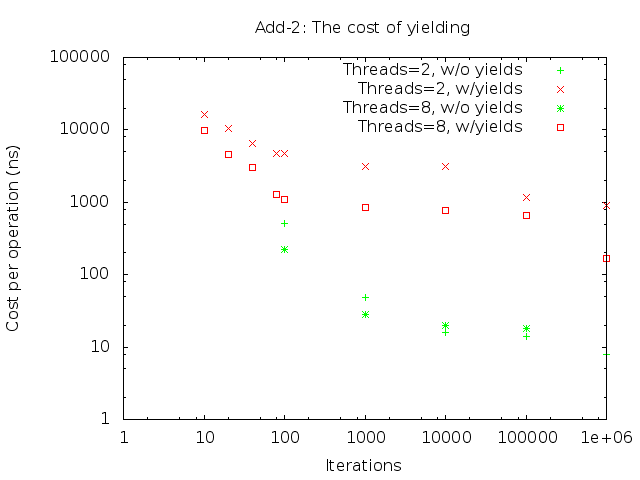 Add-2: The cost of yielding
100000
10000
1000
100
10
1
Cost per operation (ns)
Threads=2, w/o yields
Threads=2, w/yields
Threads=8, w/o yields
Threads=8, w/yields
1 10 100 1000 10000 100000 1e+06
Iterations